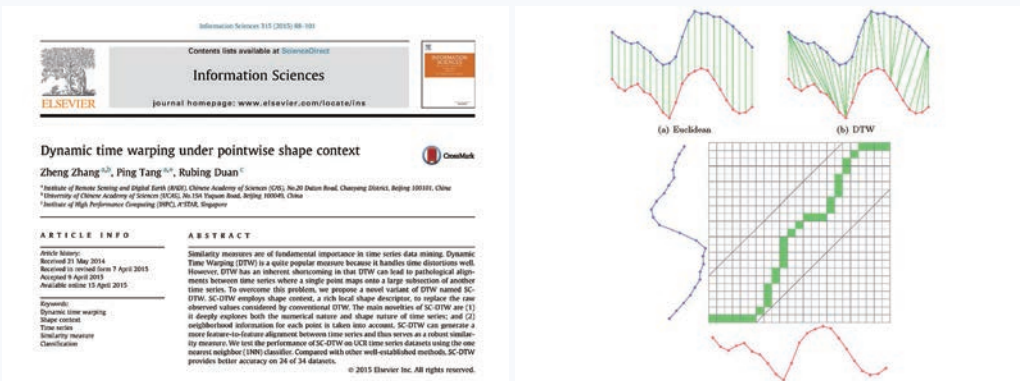 Information Sciences 315 (2015) 88–101
Contents lists available at ScienceDirect
Information Sciences
journal homepage: www.elsevier.com/locate/ins
ELSEVIER
INFORMATION SCIENCES
Dynamic time warping under pointwise shape context
CrossMark
Zheng Zhang a,b, Ping Tang a,*, Rubing Duan c
a Institute of Remote Sensing and Digital Earth (RADI), Chinese Academy of Sciences (CAS), No.20 Datun Road, Chaoyang District, Beijing 100101, China
b University of Chinese Academy of Sciences (UCAS), No.19A Yuquan Road, Beijing 100049, China
c Institute of High Performance Computing (IHPC), A*STAR, Singapore
ARTICLE INFO
Article history:
Received 21 May 2014
Received in revised form 7 April 2015
Accepted 9 April 2015
Available online 15 April 2015
Keywords:
Dynamic time warping
Shape context
Time series
Similarity measure
Classification
ABSTRACT
Similarity measures are of fundamental importance in time series data mining. Dynamic
Time Warping (DTW) is a quite popular measure because it handles time distortions well.
However, DTW has an inherent shortcoming in that DTW can lead to pathological align-
ments between time series where a single point maps onto a large subsection of another
time series. To overcome this problem, we propose a novel variant of DTW named SC-
DTW. SC-DTW employs shape context, a rich local shape descriptor, to replace the raw
observed values considered by conventional DTW. The main novelties of SC-DTW are (1)
it deeply explores both the numerical nature and shape nature of time series; and (2)
neighborhood information for each point is taken into account. SC-DTW can generate a
more feature-to-feature alignment between time series and thus serves as a robust similar-
ity measure. We test the performance of SC-DTW on UCR time series datasets using the one
nearest neighbor (1NN) classifier. Compared with other well-established methods, SC-DTW
provides better accuracy on 24 of 34 datasets.
© 2015 Elsevier Inc. All rights reserved.
(a) Euclidean
(b) DTW